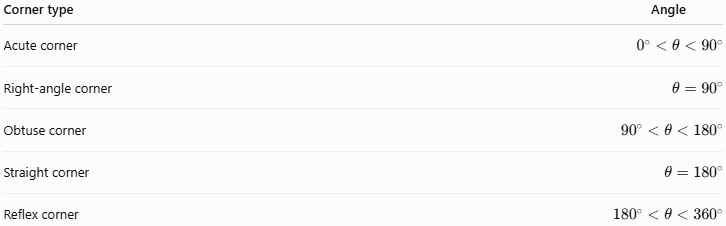 Corner type Angle
Acute corner 0° < θ < 90°
Right-angle corner θ = 90°
Obtuse corner 90° < θ < 180°
Straight corner θ = 180°
Reflex corner 180° < θ < 360°